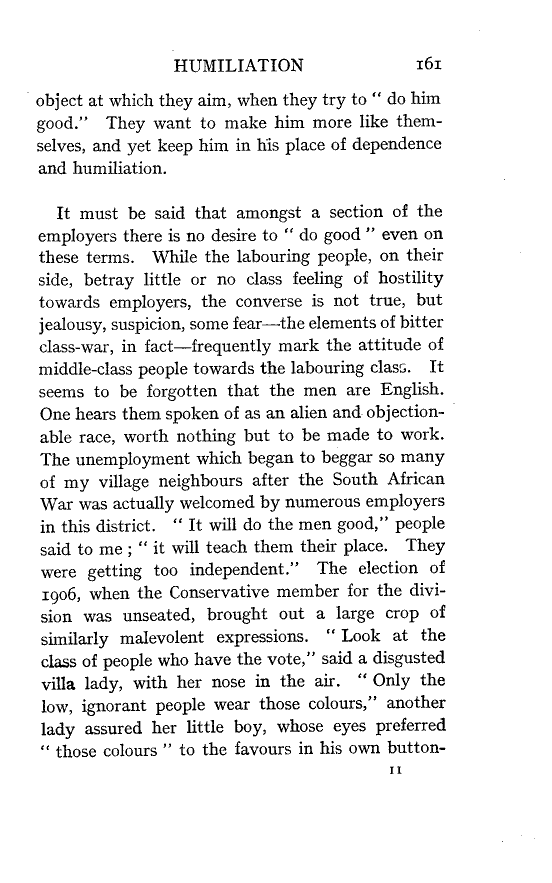 HUMILIATION 161
object at which they aim, when they try to “ do him
good.” They want to make him more like them-
selves, and yet keep him in his place of dependence
and humiliation.
It must be said that amongst a section of the
employers there is no desire to “ do good ” even on
these terms. While the labouring people, on their
side, betray little or no class feeling of hostility
towards employers, the converse is not true, but
jealousy, suspicion, some fear—the elements of bitter
class-war, in fact—frequently mark the attitude of
middle-class people towards the labouring class. It
seems to be forgotten that the men are English.
One hears them spoken of as an alien and objection-
able race, worth nothing but to be made to work.
The unemployment which began to beggar so many
of my village neighbours after the South African
War was actually welcomed by numerous employers
in this district. “ It will do the men good,” people
said to me ; “ it will teach them their place. They
were getting too independent.” The election of
1906, when the Conservative member for the divi-
sion was unseated, brought out a large crop of
similarly malevolent expressions. “ Look at the
class of people who have the vote,” said a disgusted
villa lady, with her nose in the air. “ Only the
low, ignorant people wear those colours,” another
lady assured her little boy, whose eyes preferred
“ those colours ” to the favours in his own button-
11